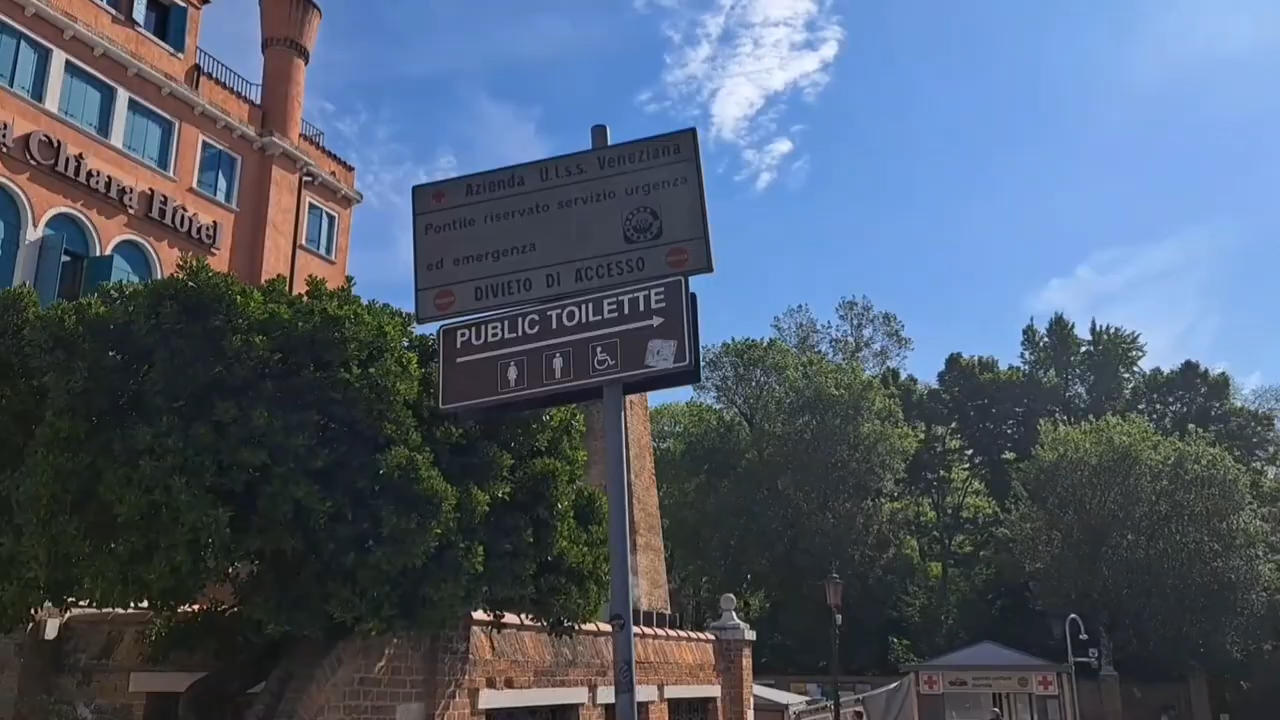 a Chiara Hotel
Azienda U.l.s.s. Veneziana
Pontile riservato servizio urgenza
ed emergenza
DIVIETO DI ACCESSO
PUBLIC TOILETTE